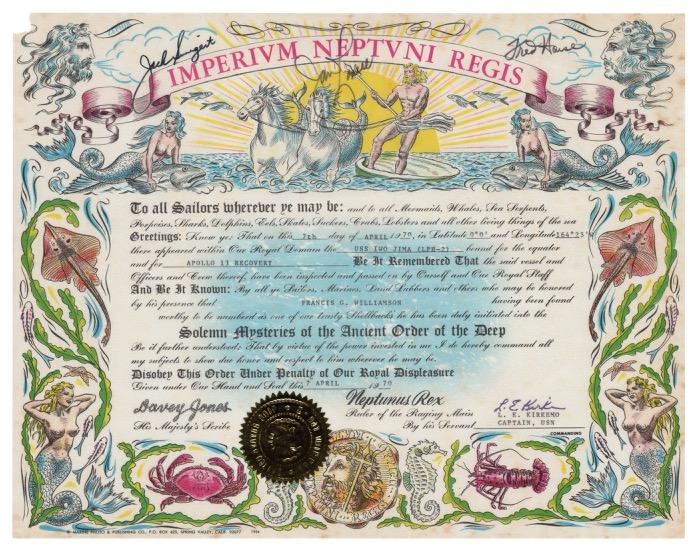 Jack Swigert
Fred Haise
IMPERIVM NEPTVNI REGIS
To all Sailors wherever ye may be: and to all Mermaids, Whales, Sea Serpents,
Porpoises, Sharks, Dolphins, Eels, Skates, Suckers, Crabs, Lobsters and all other living things of the sea
Greetings: Know ye: That on this 7th day of APRIL 1970, in Latitude 0°0' and Longitude 164°23'
there appeared within Our Royal Domain the USS IWO JIMA (LPH-2) bound for the equator
and for APOLLO 13 RECOVERY Be It Remembered That the said vessel and
Officers and Crew thereof, have been inspected and passed on by Ourself and Our Royal Staff
And Be It Known: By all ye Sailors, Marines, Land Lubbers and others who may be honored
by his presence that FRANCIS G. WILLIAMSON having been found
worthy to be numbered as one of our trusty Shellbacks he has been duly initiated into the
Solemn Mysteries of the Ancient Order of the Deep
Be it further understood: That by virtue of the power invested in me I do hereby command all
my subjects to show due honor and respect to him wherever he may be.
Disobey This Order Under Penalty of Our Royal Displeasure
Given under Our Hand and Seal this 7 APRIL 1970
Davey Jones
His Majesty's Scribe
Neptunus Rex
Ruler of the Raging Main
By his Servant
L. E. KIRKEMO
CAPTAIN, USN
COMMANDING
© MARINE PHOTO & PUBLISHING CO., P.O. BOX 425, SPRING VALLEY, CALIF.